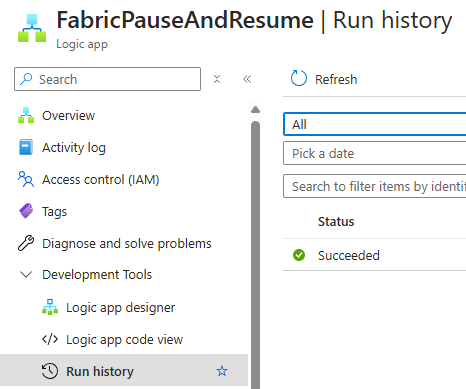 FabricPauseAndResume | Run history
Logic app
Search
Refresh
Overview
Activity log
Access control (IAM)
Tags
Diagnose and solve problems
Development Tools
Logic app designer
Logic app code view
Run history
All
Pick a date
Search to filter items by identi
Status
Succeeded